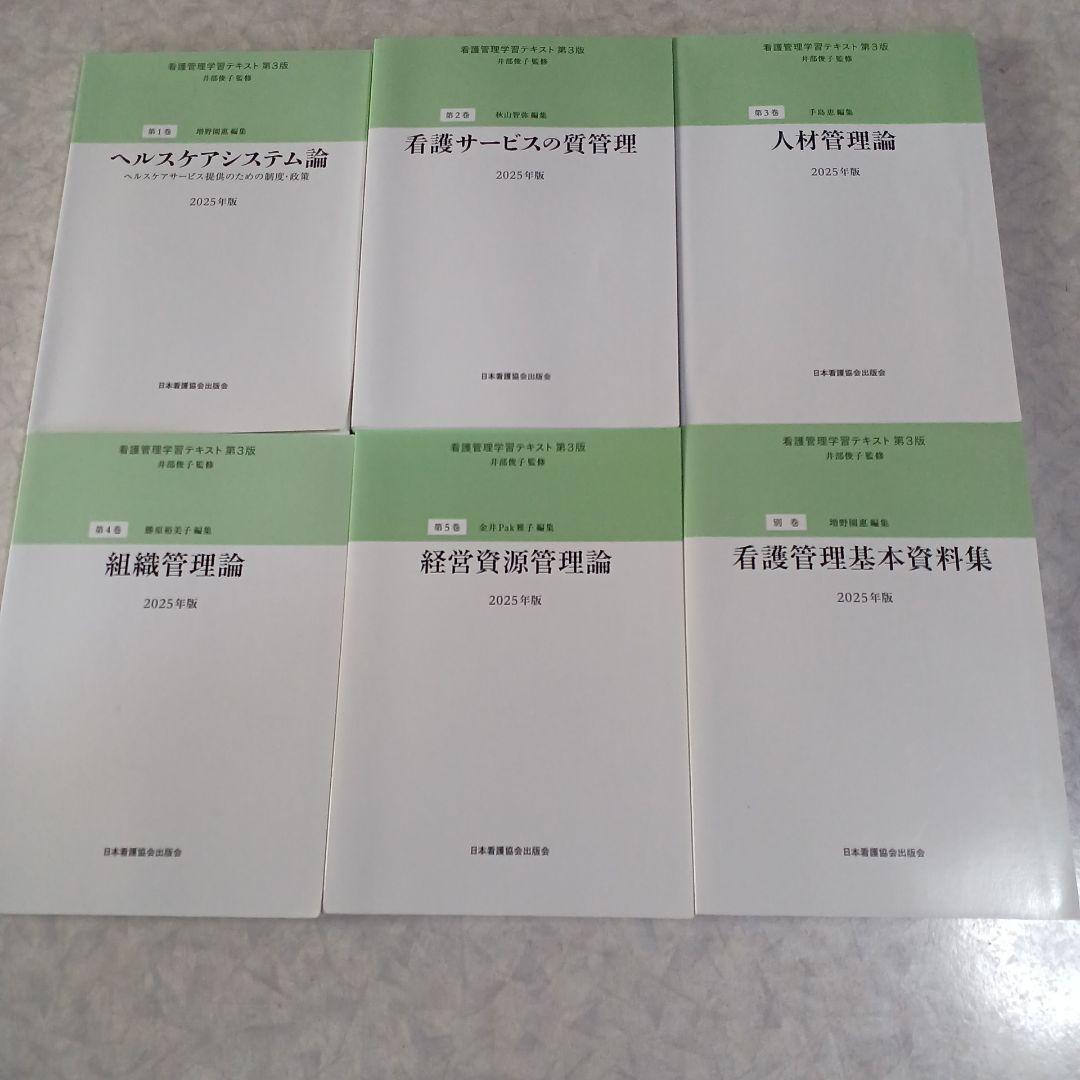 看護管理学習テキスト 第3版
井部俊子監修
第1巻 増野園惠編集
ヘルスケアシステム論
ヘルスケアサービス提供のための制度・政策
2025年版
日本看護協会出版会
看護管理学習テキスト 第3版
井部俊子監修
第2巻 秋山智弥編集
看護サービスの質管理
2025年版
日本看護協会出版会
看護管理学習テキスト 第3版
井部俊子監修
第3巻 手島恵編集
人材管理論
2025年版
日本看護協会出版会
看護管理学習テキスト 第3版
井部俊子監修
第4巻 勝原裕美子編集
組織管理論
2025年版
日本看護協会出版会
看護管理学習テキスト 第3版
井部俊子監修
第5巻 金井Pak雅子編集
経営資源管理論
2025年版
日本看護協会出版会
看護管理学習テキスト 第3版
井部俊子監修
別巻 増野園惠編集
看護管理基本資料集
2025年版
日本看護協会出版会